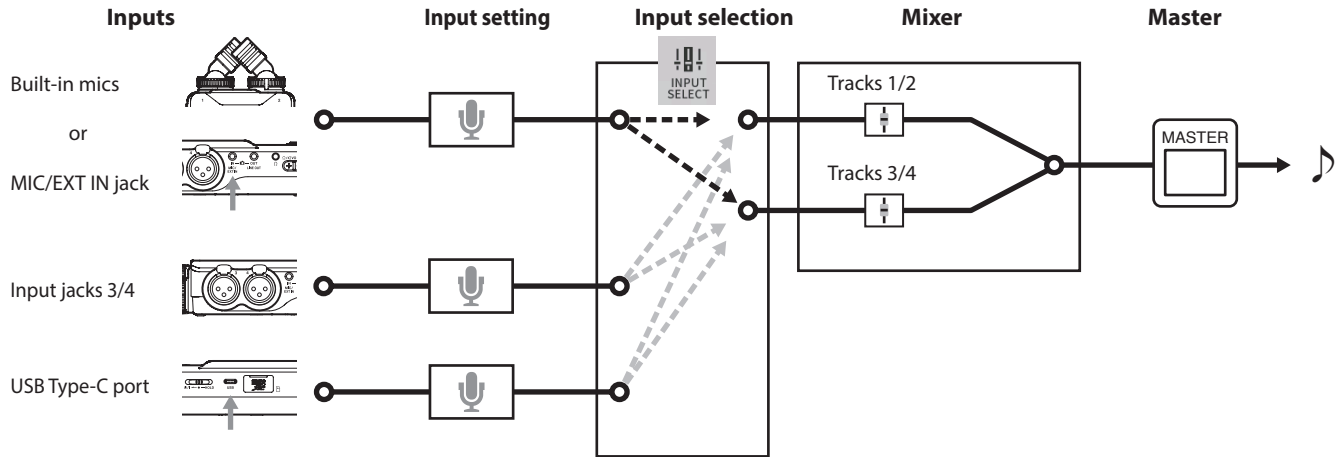 Inputs
Input setting
Input selection
Mixer
Master
Built-in mics
or
MIC/EXT IN jack
INPUT
SELECT
Tracks 1/2
Tracks 3/4
MASTER
Input jacks 3/4
USB Type-C port